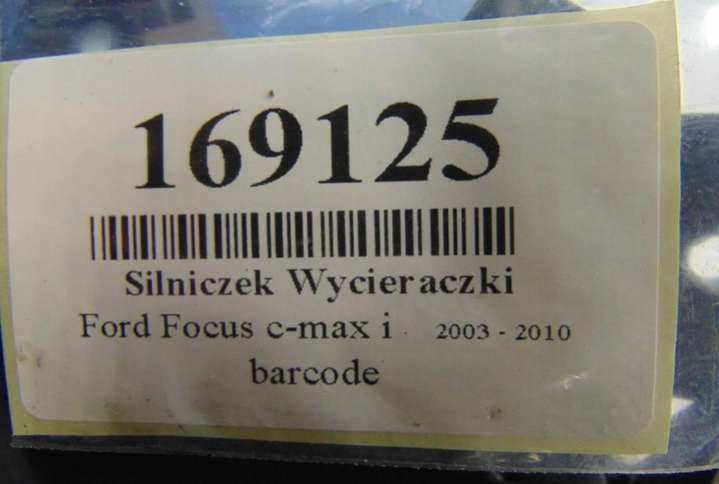 169125
Silniczek Wycieraczki
Ford Focus c-max i 2003 - 2010
barcode